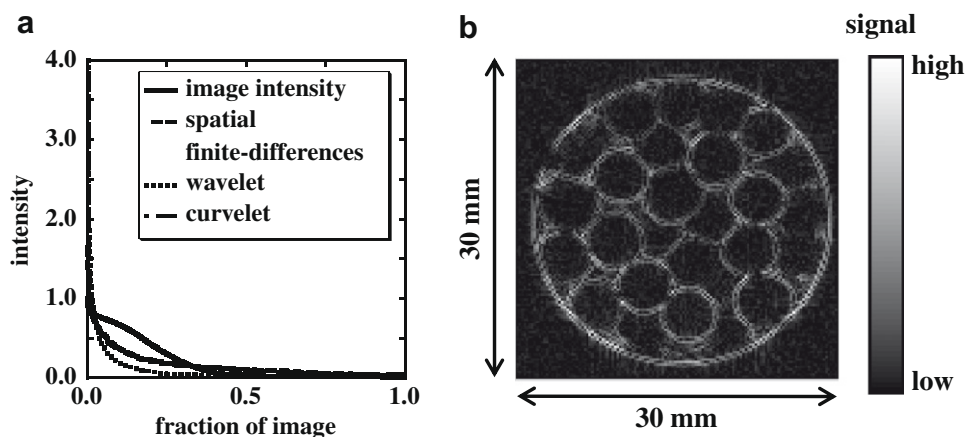 a
4.0
3.0
2.0
1.0
0.0
intensity
0.0
0.5
1.0
fraction of image
image intensity
spatial
finite-differences
wavelet
curvelet
b
30 mm
30 mm
signal
high
low